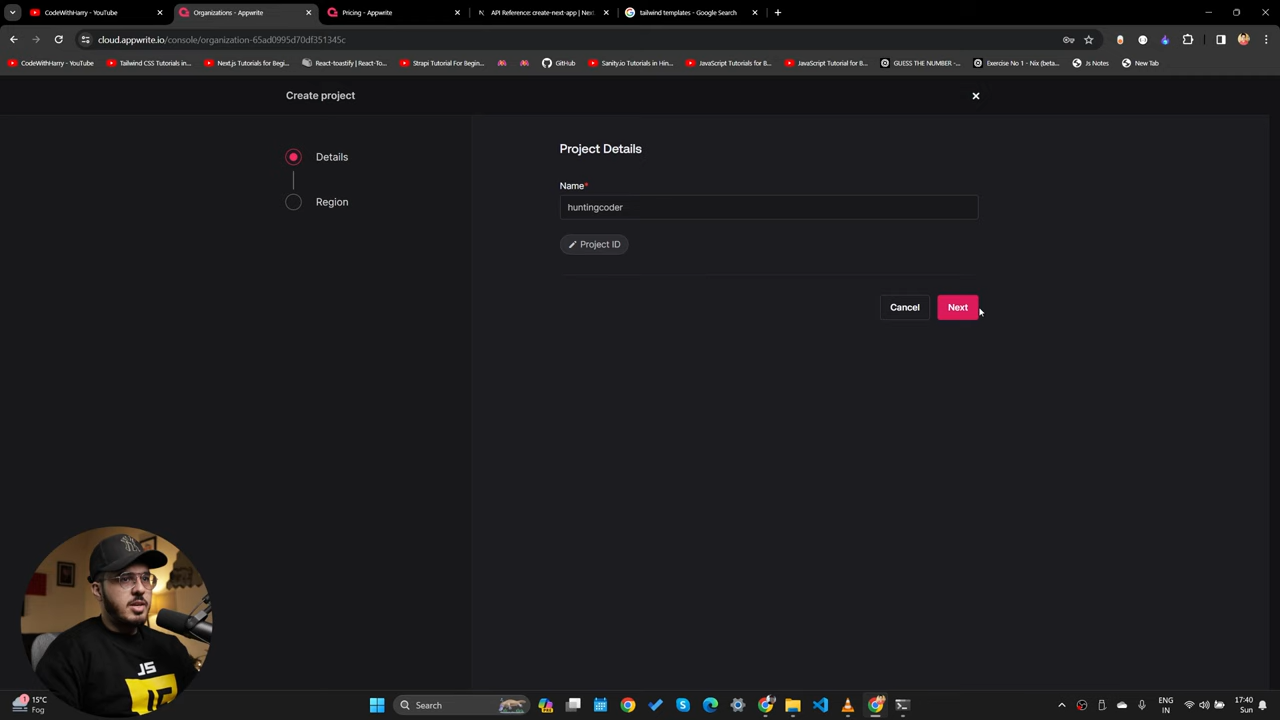 CodeWithHarry - YouTube
Organizations - Appwrite
Pricing - Appwrite
API Reference: create-next-app | Nex
tailwind templates - Google Search
cloud.appwrite.io/console/organization-65ad0995d70df351345c
CodeWithHarry - YouTube
Tailwind CSS Tutorials in...
Next.js Tutorials for Begi...
React-toastify | React-To...
Strapi Tutorial For Begin...
GitHub
Sanity.io Tutorials in Hin...
JavaScript Tutorials for B...
JavaScript Tutorial for B...
GUESS THE NUMBER -...
Exercise No 1 - Nix (beta...
Js Notes
New Tab
Create project
Details
Region
Project Details
Name*
huntingcoder
Project ID
Cancel
Next
JS
1
15°C
Fog
Search
ENG
IN
17:40
Sun